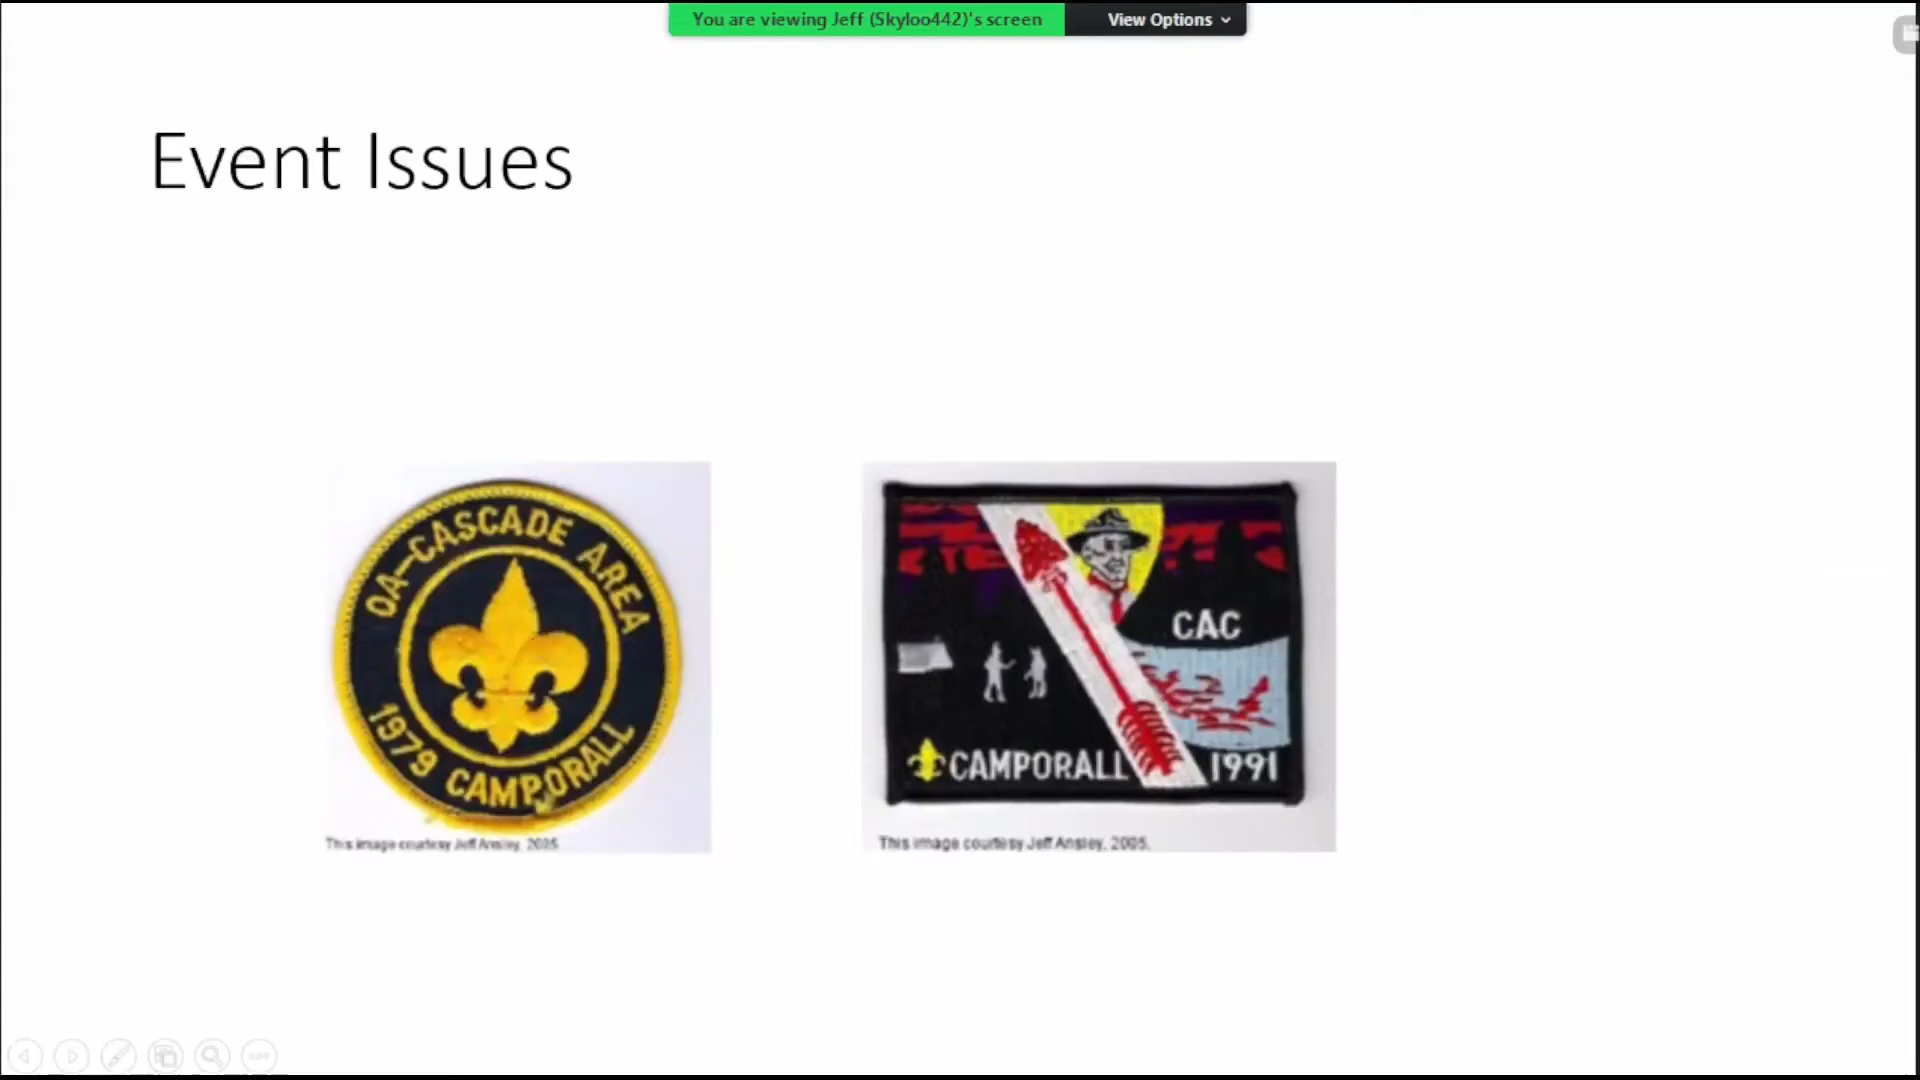 You are viewing Jeff (Skyloo442)'s screen
View Options
Event Issues
OA-CASCADE AREA
1979 CAMPORALL
This image courtesy Jeff Ansley, 2005.
CAC
CAMPORALL 1991
This image courtesy Jeff Ansley, 2005.